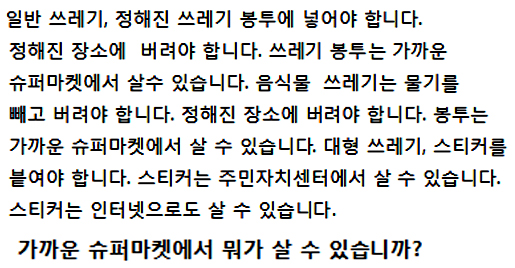 일반 쓰레기, 정해진 쓰레기 봉투에 넣어야 합니다.
정해진 장소에 버려야 합니다. 쓰레기 봉투는 가까운
슈퍼마켓에서 살수 있습니다. 음식물 쓰레기는 물기를
빼고 버려야 합니다. 정해진 장소에 버려야 합니다. 봉투는
가까운 슈퍼마켓에서 살 수 있습니다. 대형 쓰레기, 스티커를
븥여야 합니다. 스티커는 주민자치센터에서 살 수 있습니다.
스티커는 인터넷으로도 살 수 있습니다.
가까운 슈퍼마켓에서 뭐가 살 수 있습니까?